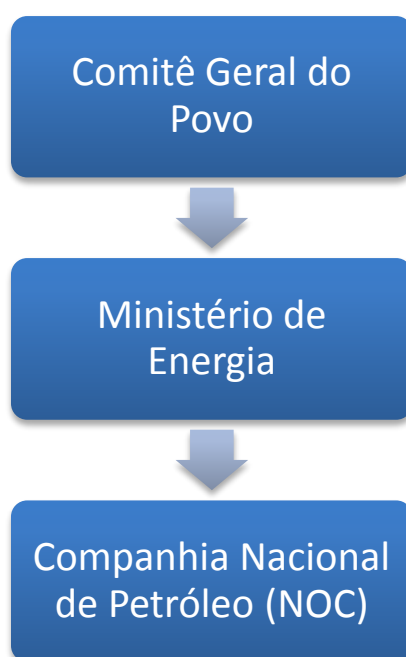 Comitê Geral do
Povo
Ministério de
Energia
Companhia Nacional
de Petróleo (NOC)